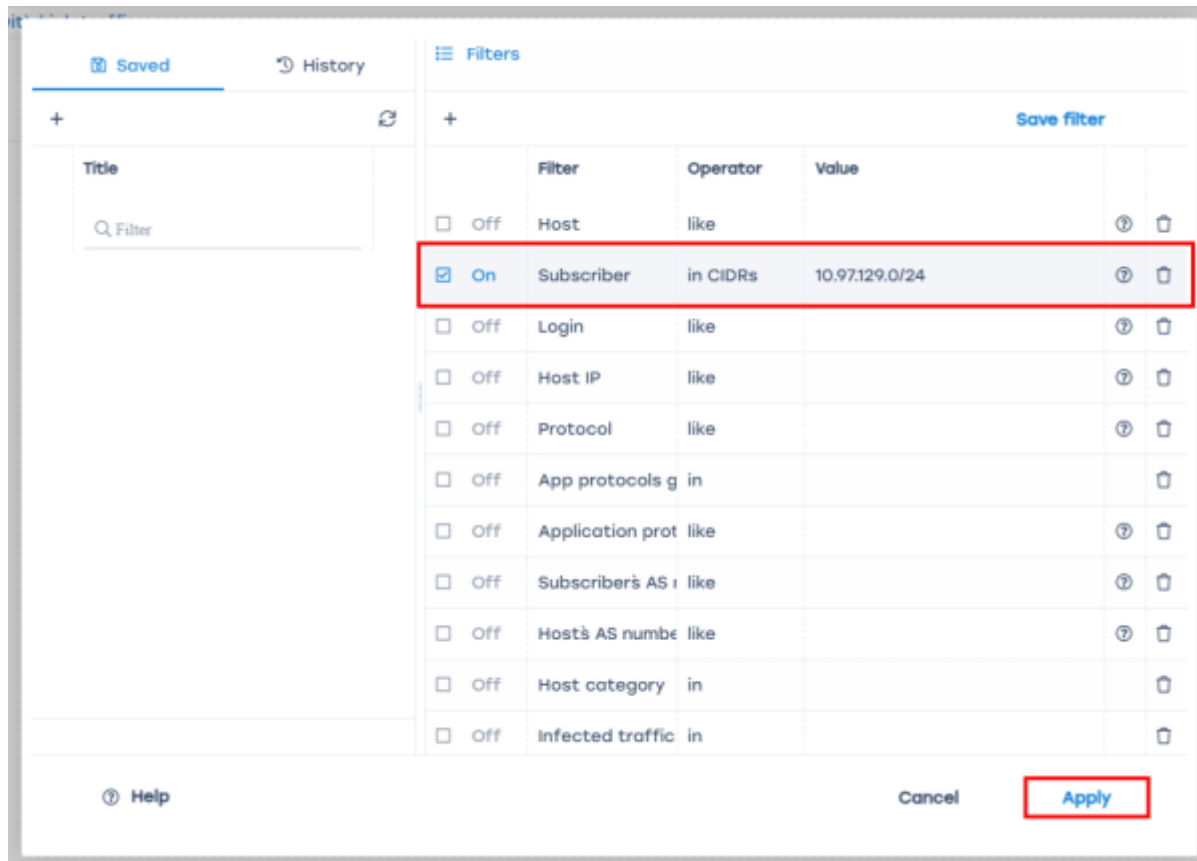 Saved History
Filters
Save filter
Title
Filter
Filter Operator Value
Off Host like
On Subscriber in CIDRs 10.97.129.0/24
Off Login like
Off Host IP like
Off Protocol like
Off App protocols g in
Off Application prot like
Off Subscriber`s AS like
Off Host`s AS numbe like
Off Host category in
Off Infected traffic in
Help Cancel Apply